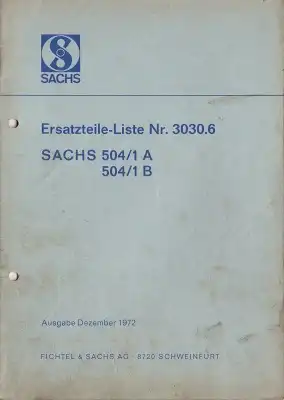 SACHS
Ersatzteile-Liste Nr. 3030.6
SACHS 504/1 A
504/1 B
Ausgabe Dezember 1972
FICHTEL & SACHS AG · 8720 SCHWEINFURT